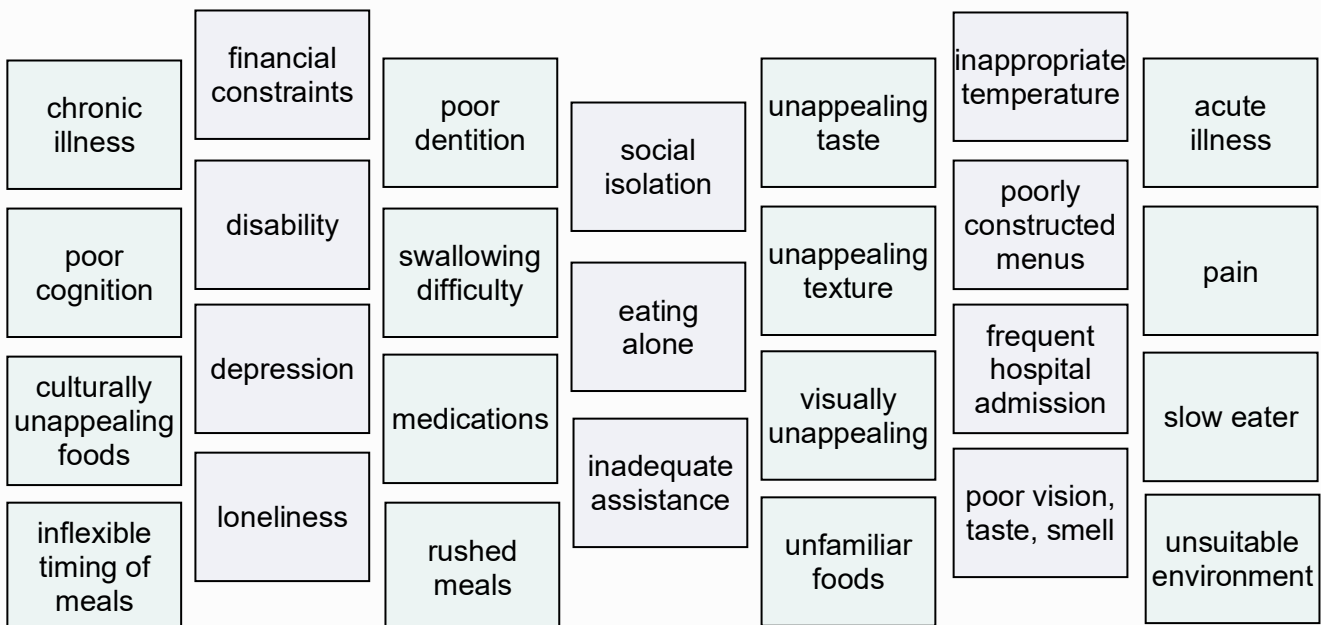 chronic
illness
poor
cognition
culturally
unappealing
foods
inflexible
timing of
meals
financial
constraints
disability
depression
loneliness
poor
dentition
swallowing
difficulty
medications
rushed
meals
social
isolation
eating
alone
inadequate
assistance
unappealing
taste
unappealing
texture
visually
unappealing
unfamiliar
foods
inappropriate
temperature
poorly
constructed
menus
frequent
hospital
admission
poor vision,
taste, smell
acute
illness
pain
slow eater
unsuitable
environment